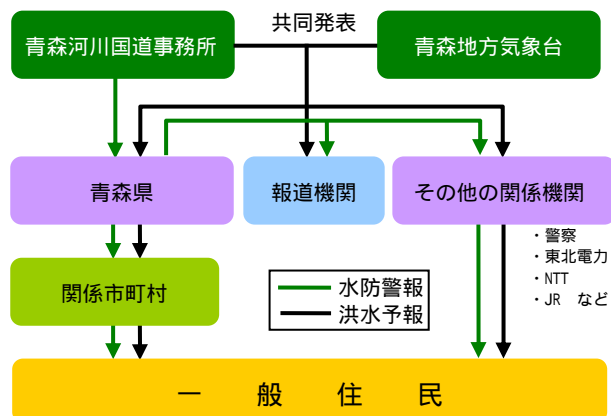 共同発表
青森河川国道事務所
青森地方気象台
青森県
報道機関
その他の関係機関
・警察
・東北電力
・NTT
・JR など
関係市町村
水防警報
洪水予報
一般住民